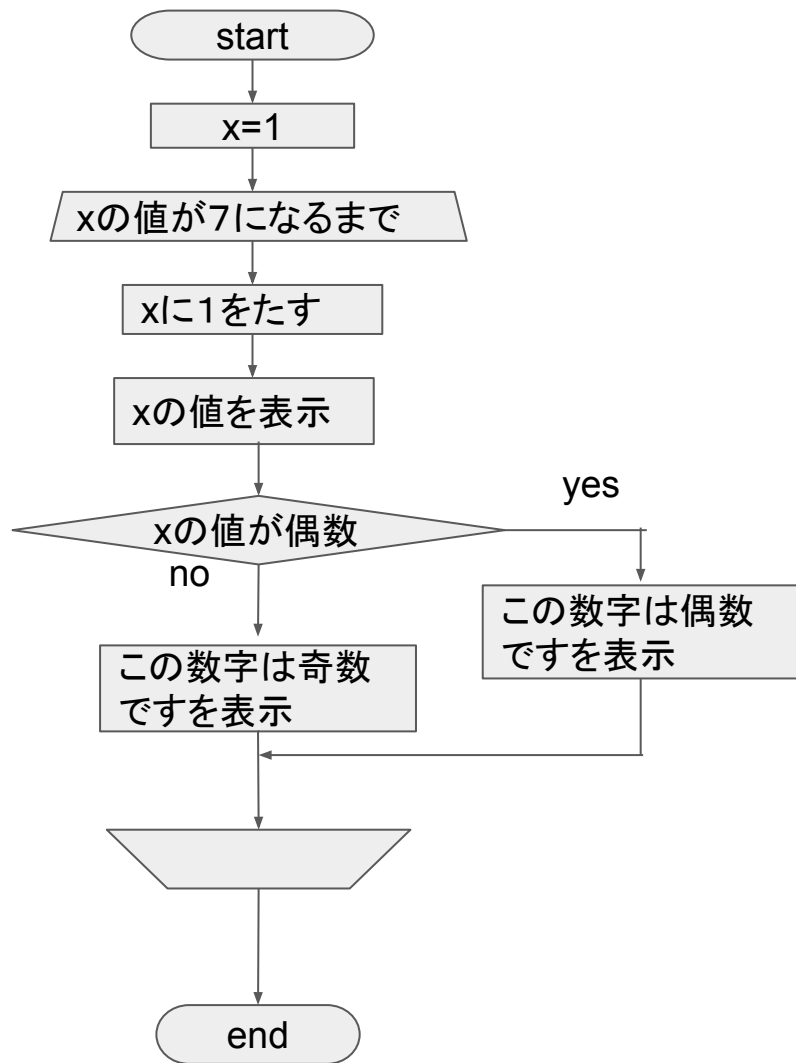 start
x=1
xの値が７になるまで
xに１をたす
xの値を表示
yes
xの値が偶数
no
この数字は偶数
ですを表示
この数字は奇数
ですを表示
end